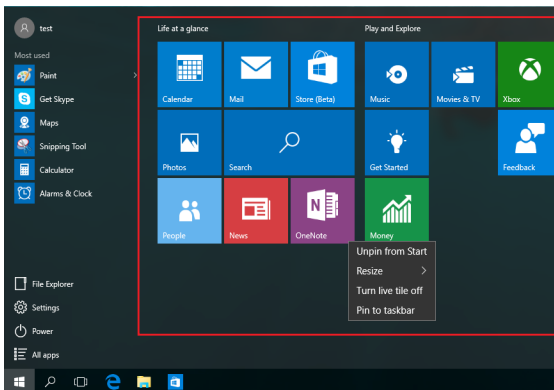 test
Most used
Paint
Get Skype
Maps
Snipping Tool
Calculator
Alarms & Clock
File Explorer
Settings
Power
All apps
Life at a glance
Calendar
Mail
Store (Beta)
Photos
Search
People
News
N
OneNote
Play and Explore
Music
Movies & TV
Xbox
Get Started
Feedback
Money
Unpin from Start
Resize
Turn live tile off
Pin to taskbar